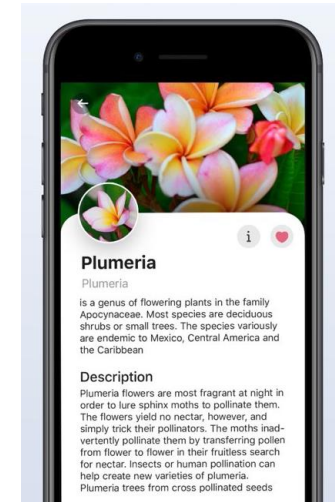 i
Plumeria
Plumeria
is a genus of flowering plants in the family
Apocynaceae. Most species are deciduous
shrubs or small trees. The species variously
are endemic to Mexico, Central America and
the Caribbean
Description
Plumeria flowers are most fragrant at night in
order to lure sphinx moths to pollinate them.
The flowers yield no nectar, however, and
simply trick their pollinators. The moths inad-
vertently pollinate them by transferring pollen
from flower to flower in their fruitless search
for nectar. Insects or human pollination can
help create new varieties of plumeria.
Plumeria trees from cross pollinated seeds